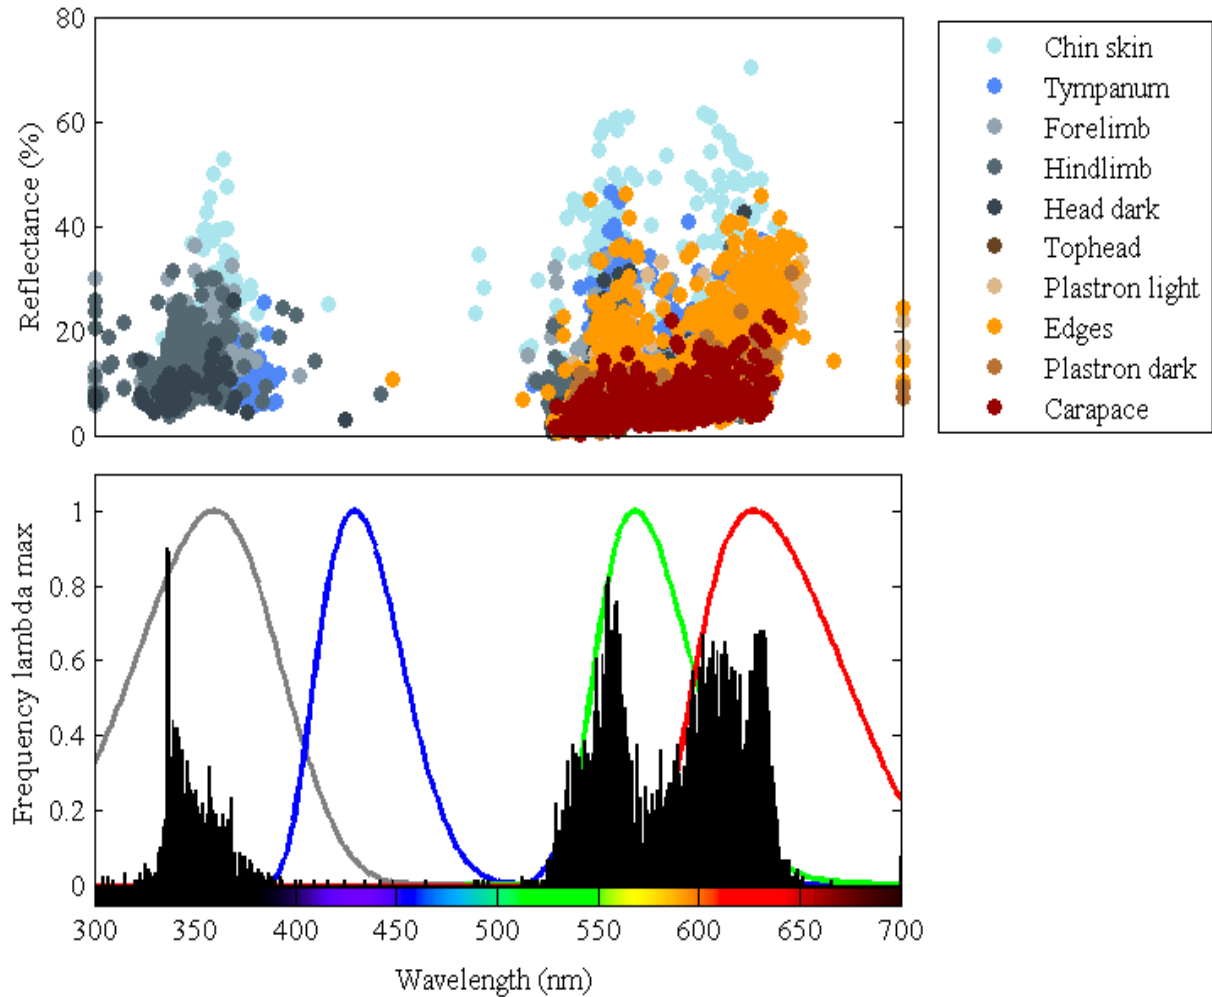 80
60
40
20
0
Reflectance (%)
Chin skin
Tympanum
Forelimb
Hindlimb
Head dark
Tophead
Plastron light
Edges
Plastron dark
Carapace
1
0.8
0.6
0.4
0.2
0
Frequency lambda max
300 350 400 450 500 550 600 650 700
Wavelength (nm)